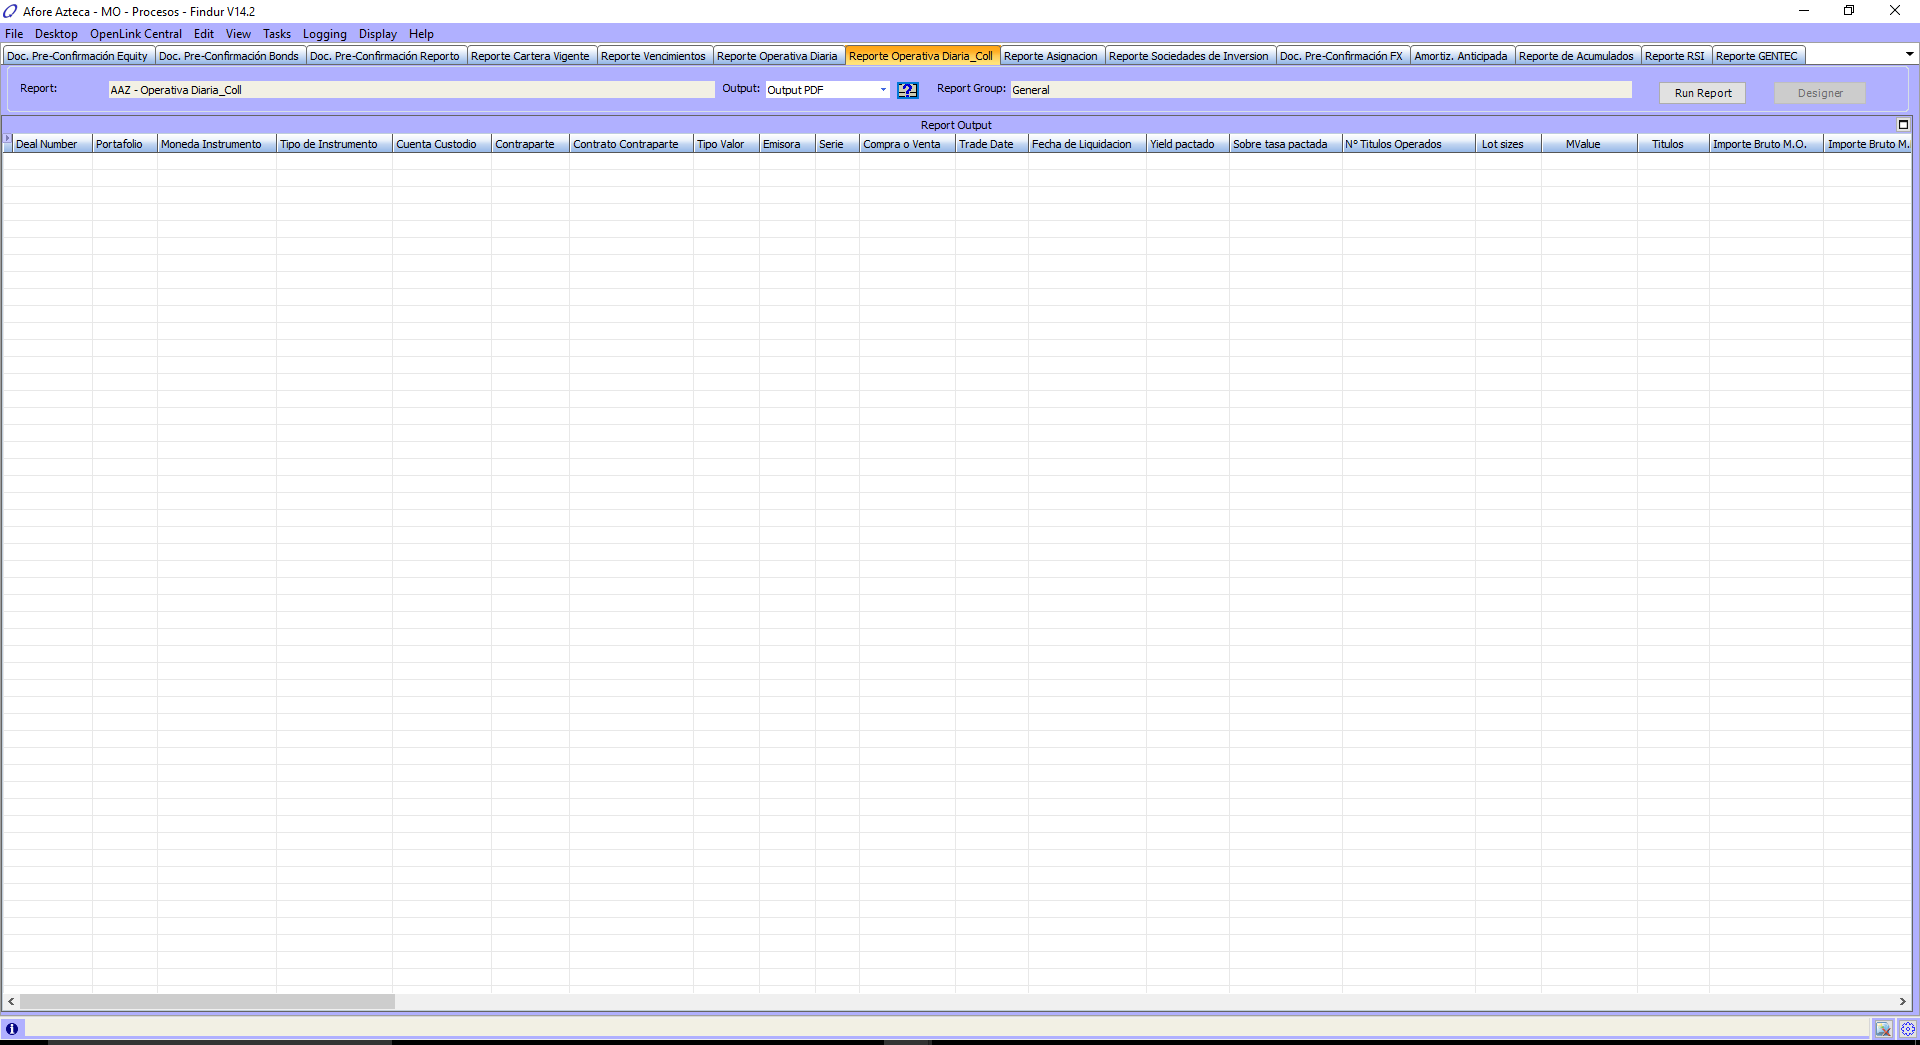 Afore Azteca - MO - Procesos - Findur V14.2
File Desktop OpenLink Central Edit View Tasks Logging Display Help
Doc. Pre-Confirmación Equity Doc. Pre-Confirmación Bonds Doc. Pre-Confirmación Reporto Reporte Cartera Vigente Reporte Vencimientos Reporte Operativa Diaria Reporte Operativa Diaria_Coll Reporte Asignacion Reporte Sociedades de Inversion Doc. Pre-Confirmación FX Amortiz. Anticipada Reporte de Acumulados Reporte RSI Reporte GENTEC
Report: AAZ - Operativa Diaria_Coll Output: Output PDF Report Group: General Run Report Designer
Report Output
Deal Number Portafolio Moneda Instrumento Tipo de Instrumento Cuenta Custodio Contraparte Contrato Contraparte Tipo Valor Emisora Serie Compra o Venta Trade Date Fecha de Liquidacion Yield pactado Sobre tasa pactada Nº Titulos Operados Lot sizes MValue Titulos Importe Bruto M.O. Importe Bruto M.